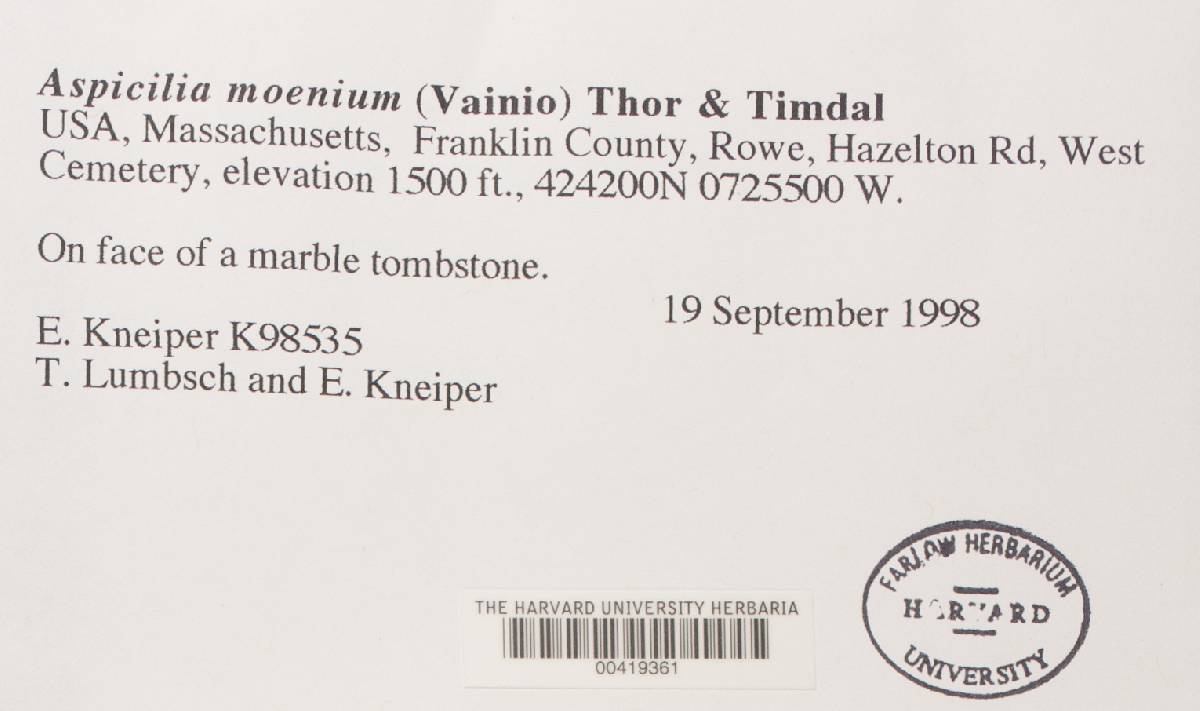 Aspicilia moenium (Vainio) Thor & Timdal
USA, Massachusetts, Franklin County, Rowe, Hazelton Rd, West
Cemetery, elevation 1500 ft., 424200N 0725500 W.
On face of a marble tombstone.
19 September 1998
E. Kneiper K98535
T. Lumbsch and E. Kneiper
THE HARVARD UNIVERSITY HERBARIA
00419361
FARLOW HERBARIUM
HARVARD
UNIVERSITY